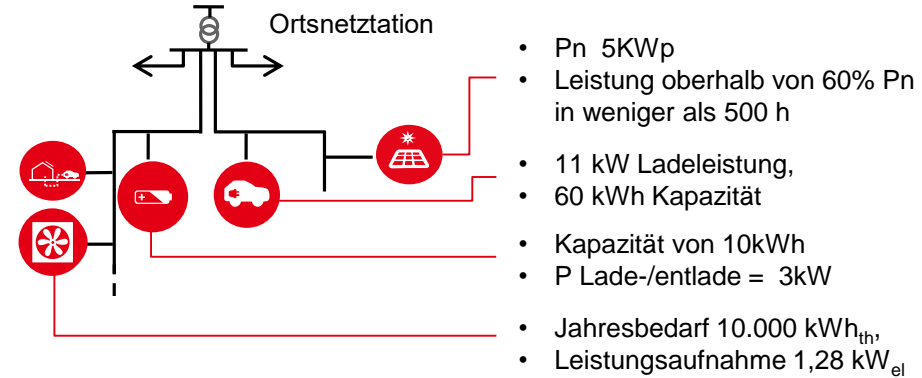 Ortsnetztation
• Pn 5KWp
• Leistung oberhalb von 60% Pn
in weniger als 500 h
• 11 kW Ladeleistung,
• 60 kWh Kapazität
• Kapazität von 10kWh
• P Lade-/entlade = 3kW
• Jahresbedarf 10.000 kWhth,
• Leistungsaufnahme 1,28 kWel